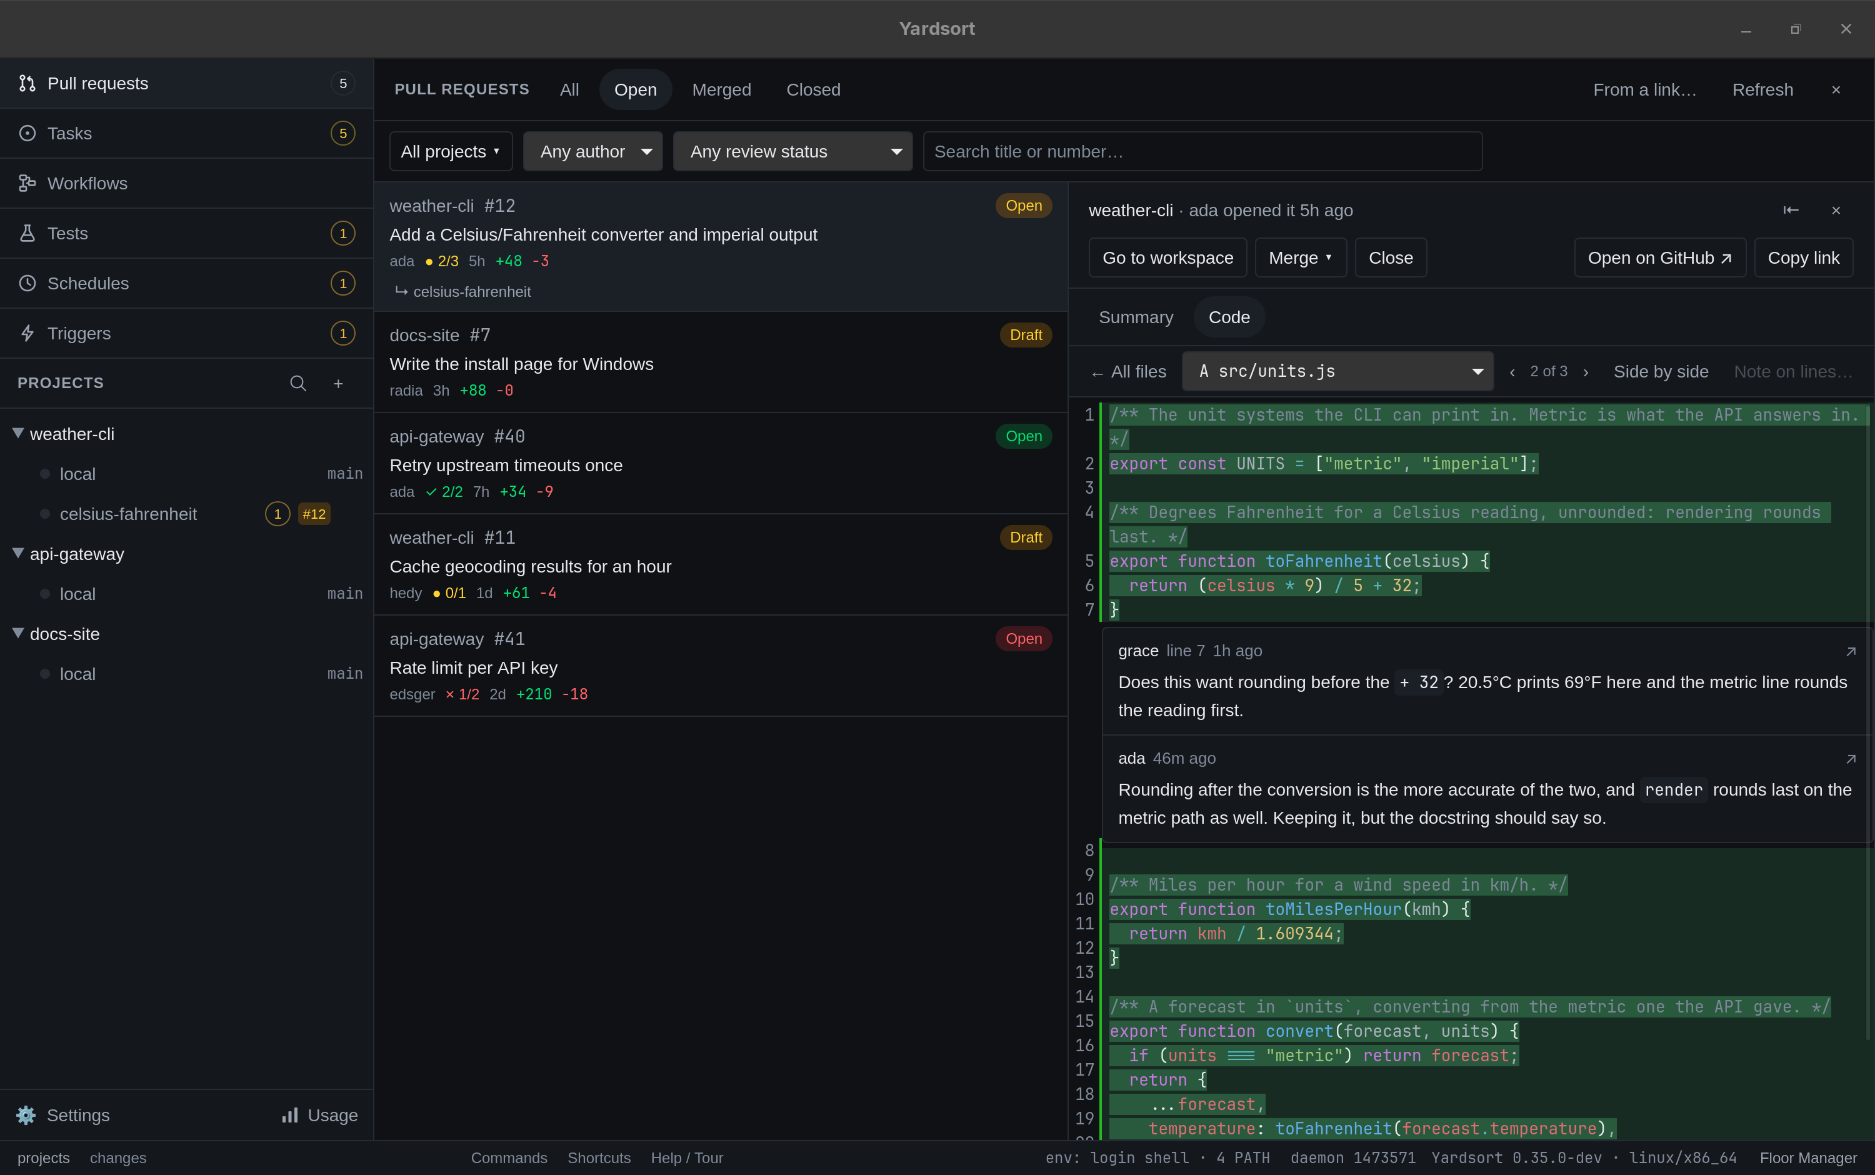 Yardsort
Pull requests 5
Tasks 5
Workflows
Tests 1
Schedules 1
Triggers 1
PROJECTS
weather-cli
local main
celsius-fahrenheit 1 #12
api-gateway
local main
docs-site
local main
Settings Usage
PULL REQUESTS All Open Merged Closed From a link… Refresh
All projects Any author Any review status Search title or number…
weather-cli #12 Open
Add a Celsius/Fahrenheit converter and imperial output
ada ● 2/3 5h +48 -3
celsius-fahrenheit
docs-site #7 Draft
Write the install page for Windows
radia 3h +88 -0
api-gateway #40 Open
Retry upstream timeouts once
ada ✓ 2/2 7h +34 -9
weather-cli #11 Draft
Cache geocoding results for an hour
hedy ● 0/1 1d +61 -4
api-gateway #41 Open
Rate limit per API key
edsger × 1/2 2d +210 -18
weather-cli · ada opened it 5h ago
Go to workspace Merge Close Open on GitHub ↗ Copy link
Summary Code
← All files A src/units.js ‹ 2 of 3 › Side by side Note on lines…
1 /** The unit systems the CLI can print in. Metric is what the API answers in.
*/
2 export const UNITS = ["metric", "imperial"];
3
4 /** Degrees Fahrenheit for a Celsius reading, unrounded: rendering rounds
last. */
5 export function toFahrenheit(celsius) {
6 return (celsius * 9) / 5 + 32;
7 }
grace line 7 1h ago ↗
Does this want rounding before the + 32? 20.5°C prints 69°F here and the metric line rounds
the reading first.
ada 46m ago ↗
Rounding after the conversion is the more accurate of the two, and render rounds last on the
metric path as well. Keeping it, but the docstring should say so.
8
9 /** Miles per hour for a wind speed in km/h. */
10 export function toMilesPerHour(kmh) {
11 return kmh / 1.609344;
12 }
13
14 /** A forecast in `units`, converting from the metric one the API gave. */
15 export function convert(forecast, units) {
16 if (units === "metric") return forecast;
17 return {
18 ...forecast,
19 temperature: toFahrenheit(forecast.temperature),
projects changes Commands Shortcuts Help / Tour env: login shell · 4 PATH daemon 1473571 Yardsort 0.35.0-dev · linux/x86_64 Floor Manager